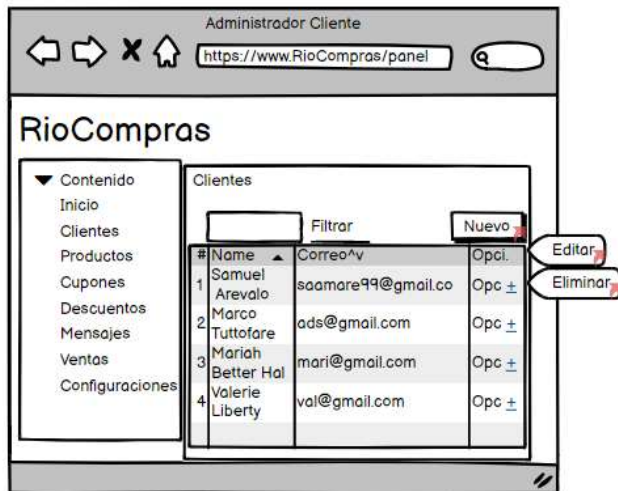 Administrador Cliente
https://www.RioCompras/panel
RioCompras
Contenido
Inicio
Clientes
Productos
Cupones
Descuentos
Mensajes
Ventas
Configuraciones
Clientes
Filtrar
Nuevo
# Name Correo^v Opci.
1 Samuel Arevalo saamare99@gmail.co Opc +
2 Marco Tuttofare ads@gmail.com Opc +
3 Mariah Better Hal mari@gmail.com Opc +
4 Valerie Liberty val@gmail.com Opc +
Editar
Eliminar